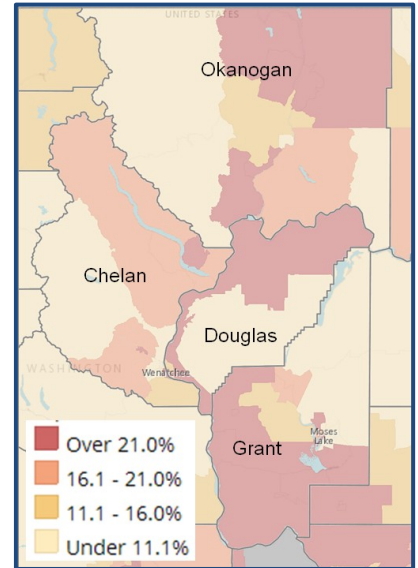 UNITED STATES
Okanogan
Chelan
Douglas
WASHINGTON
Wenatchee
Grant
Moses
Lake
Over 21.0%
16.1 - 21.0%
11.1 - 16.0%
Under 11.1%